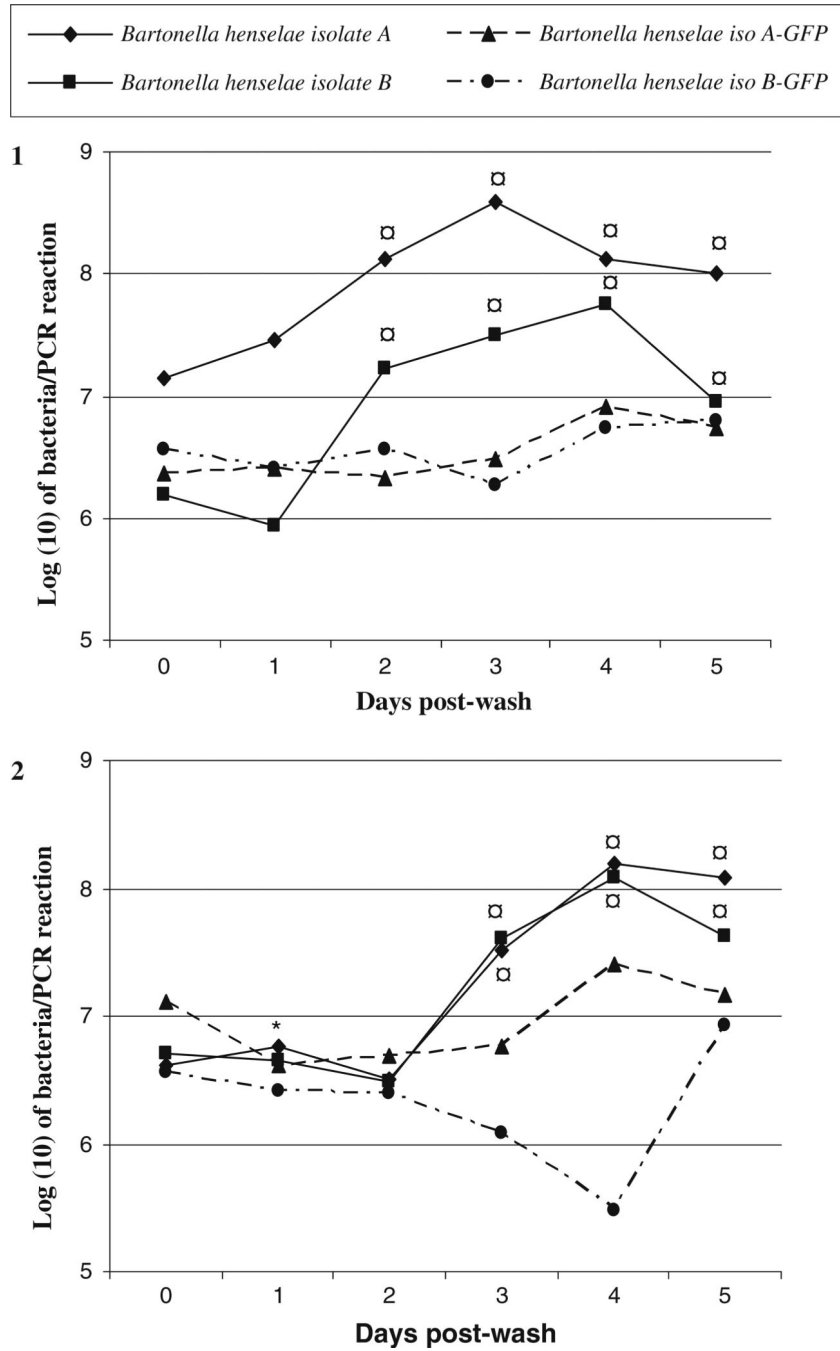 Bartonella henselae isolate A
Bartonella henselae iso A-GFP
Bartonella henselae isolate B
Bartonella henselae iso B-GFP
1
Log (10) of bacteria/PCR reaction
9
¤
¤
¤
¤
8
¤
¤
¤
¤
7
6
5
0 1 2 3 4 5
Days post-wash
2
Log (10) of bacteria/PCR reaction
9
¤
¤
8
¤
¤
¤
¤
7
*
6
5
0 1 2 3 4 5
Days post-wash